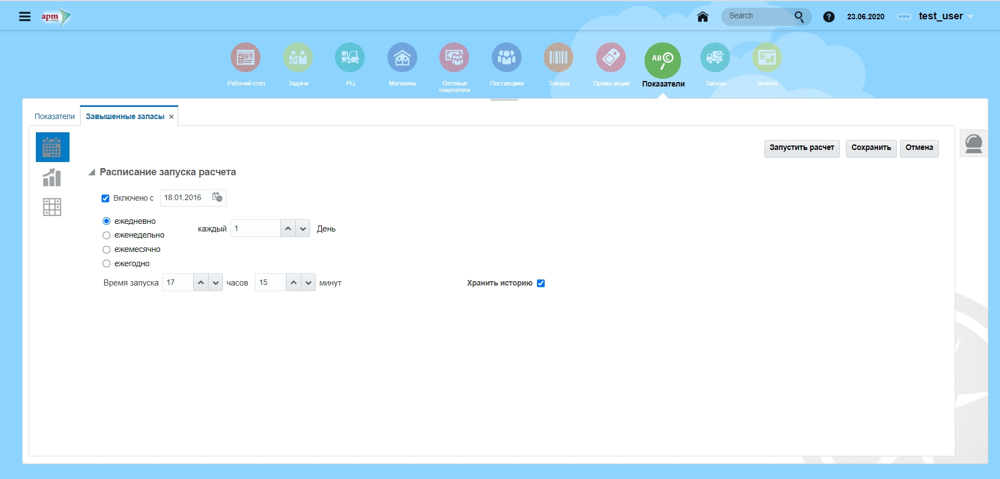 apm
technology
Search
?
23.06.2020
test_user
ABC
Рабочий стол
Задачи
РЦ
Магазины
Оптовые
покупатели
Поставщики
Товары
Промо-акции
Показатели
Заказы
Анализ
Показатели
Завышенные запасы ×
Запустить расчет
Сохранить
Отмена
Расписание запуска расчета
Включено с 18.01.2016
ежедневно
каждый 1 День
еженедельно
ежемесячно
ежегодно
Время запуска 17 часов 15 минут
Хранить историю